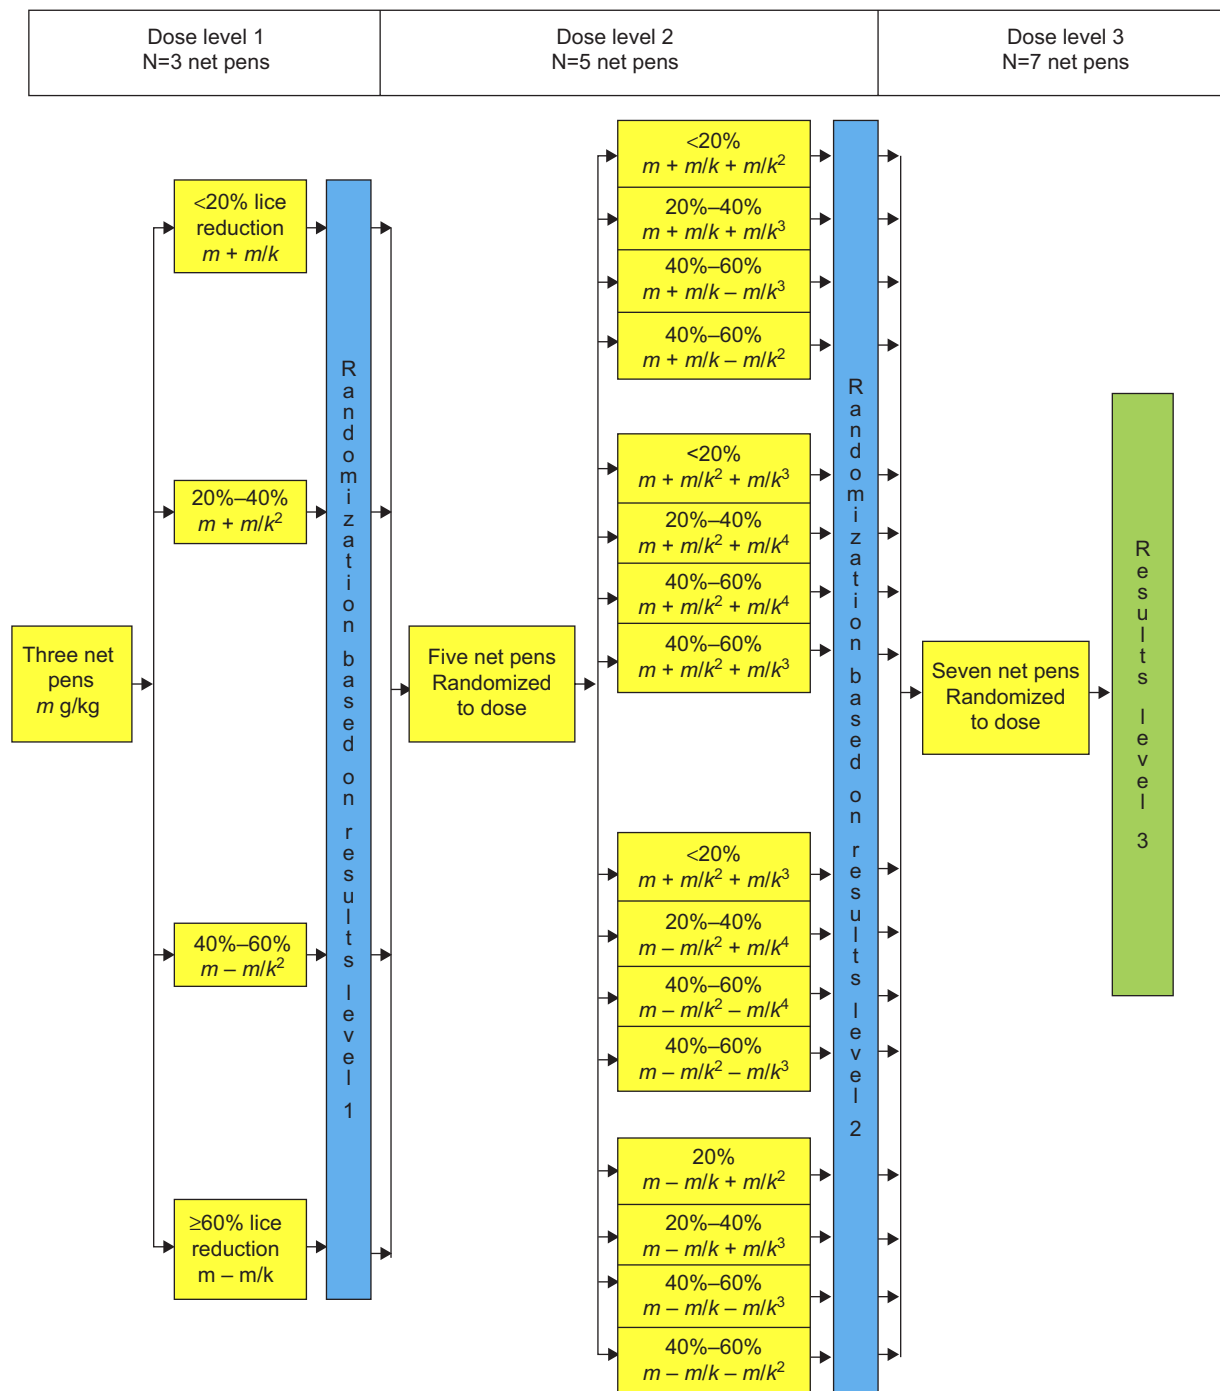 Dose level 1
N=3 net pens
Dose level 2
N=5 net pens
Dose level 3
N=7 net pens
Three net
pens
m g/kg
<20% lice
reduction
m + m/k
20%–40%
m + m/k²
40%–60%
m – m/k²
≥60% lice
reduction
m – m/k
Randomization based on results level 1
Five net pens
Randomized
to dose
<20%
m + m/k + m/k²
20%–40%
m + m/k + m/k³
40%–60%
m + m/k – m/k³
40%–60%
m + m/k – m/k²
<20%
m + m/k² + m/k³
20%–40%
m + m/k² + m/k⁴
40%–60%
m + m/k² + m/k⁴
40%–60%
m + m/k² + m/k³
<20%
m + m/k² + m/k³
20%–40%
m – m/k² + m/k⁴
40%–60%
m – m/k² – m/k⁴
40%–60%
m – m/k² – m/k³
20%
m – m/k + m/k²
20%–40%
m – m/k + m/k³
40%–60%
m – m/k – m/k³
40%–60%
m – m/k – m/k²
Randomization based on results level 2
Seven net pens
Randomized
to dose
Results level 3